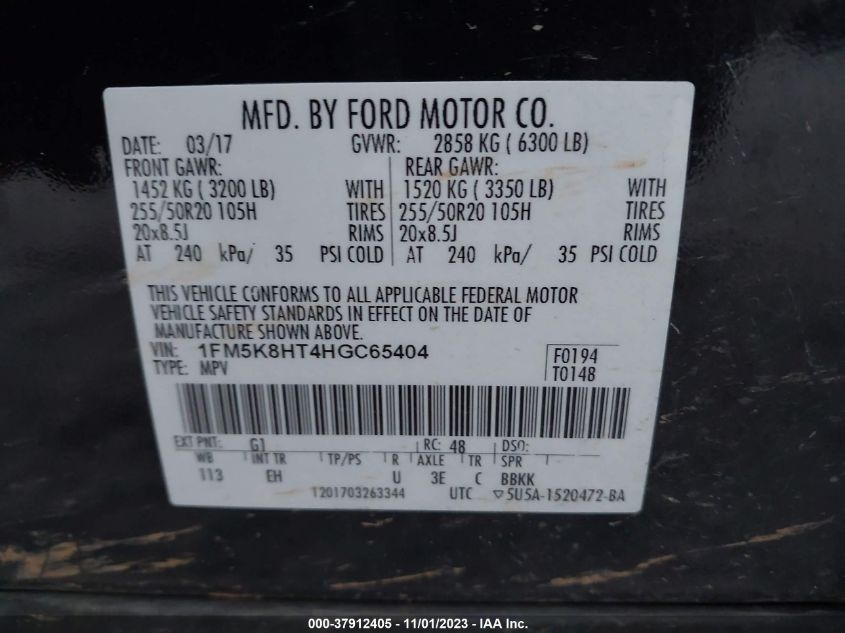 MFD. BY FORD MOTOR CO.
DATE: 03/17 GVWR: 2858 KG ( 6300 LB)
FRONT GAWR: REAR GAWR:
1452 KG ( 3200 LB) WITH 1520 KG ( 3350 LB) WITH
255/50R20 105H TIRES 255/50R20 105H TIRES
20x8.5J RIMS 20x8.5J RIMS
AT 240 kPa/ 35 PSI COLD AT 240 kPa/ 35 PSI COLD
THIS VEHICLE CONFORMS TO ALL APPLICABLE FEDERAL MOTOR
VEHICLE SAFETY STANDARDS IN EFFECT ON THE DATE OF
MANUFACTURE SHOWN ABOVE.
VIN: 1FM5K8HT4HGC65404 F0194
TYPE: MPV T0148
EXT PNT: G1 RC: 48 DSO:
WB INT TR TP/PS R AXLE TR SPR
113 EH U 3E C BBKK
T201703263344 UTC ▽5U5A-1520472-BA
000-37912405 - 11/01/2023 - IAA Inc.